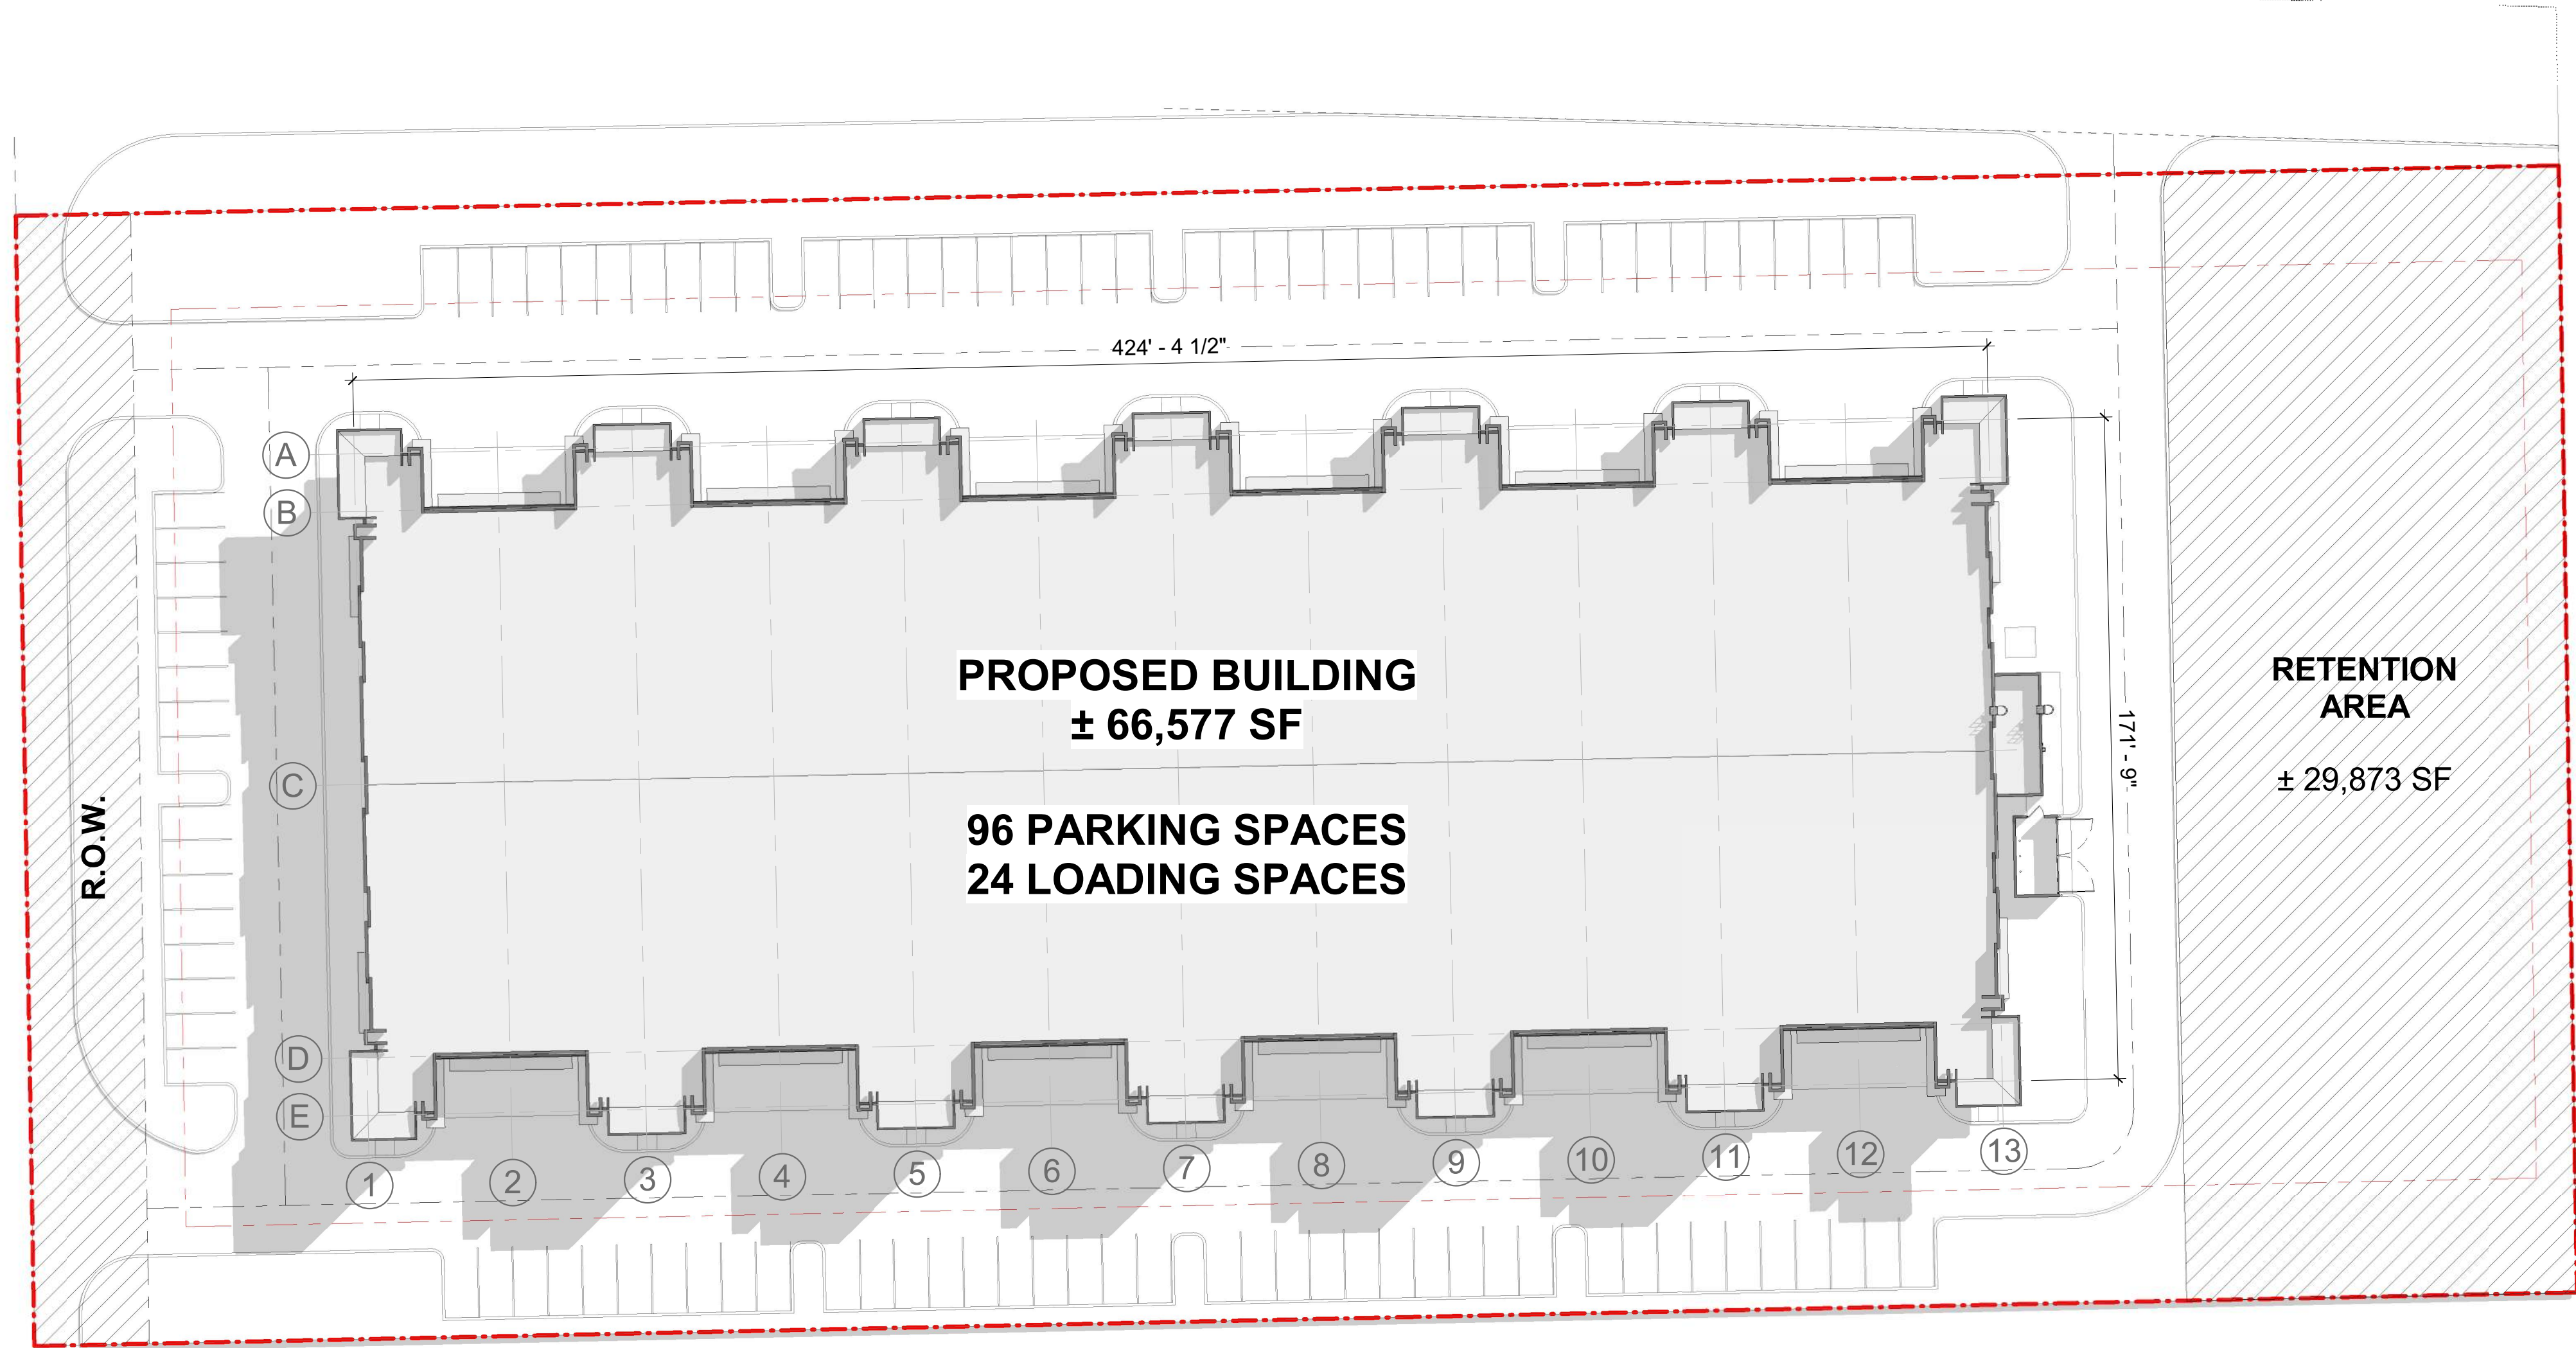 424' - 4 1/2"
A
B
C
D
E
PROPOSED BUILDING
± 66,577 SF
96 PARKING SPACES
24 LOADING SPACES
R.O.W.
171' - 9"
RETENTION
AREA
± 29,873 SF
1
2
3
4
5
6
7
8
9
10
11
12
13